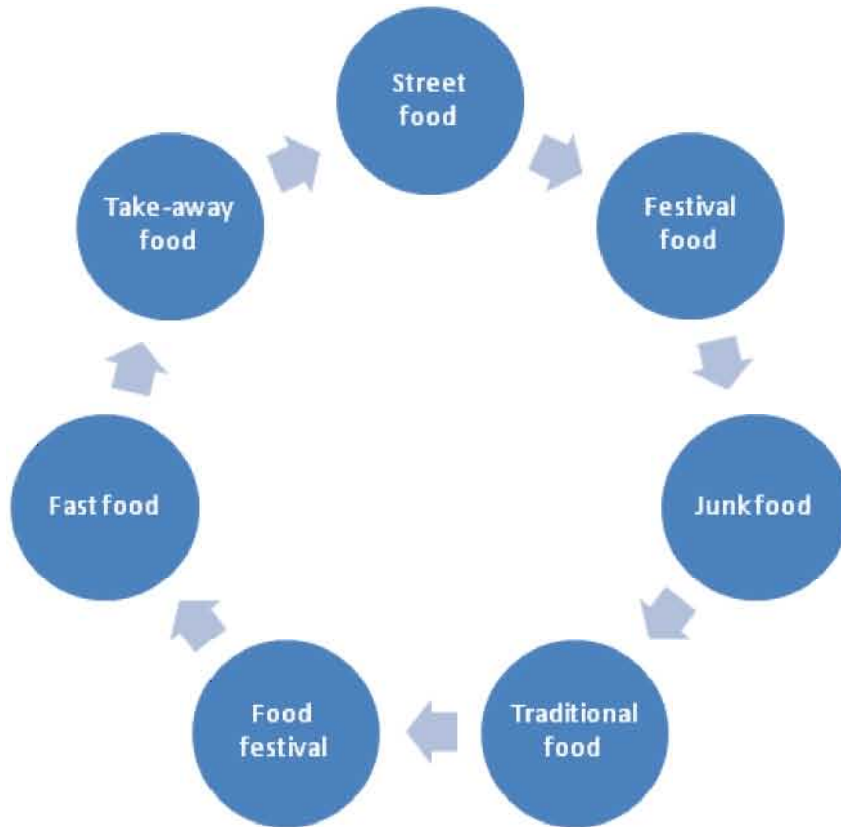 Street
food
Festival
food
Junk food
Traditional
food
Food
festival
Fast food
Take-away
food